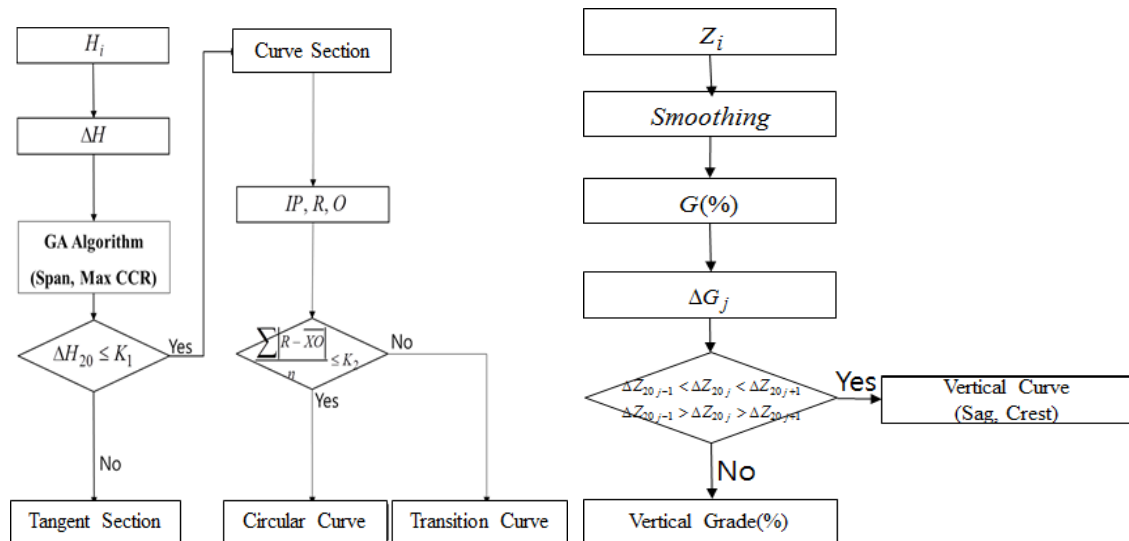 H_i
ΔH
GA Algorithm
(Span, Max CCR)
ΔH_20 ≤ K_1
Yes
No
Tangent Section
Curve Section
IP, R, O
∑|R − X̅O̅| / n ≤ K_2
No
Yes
Circular Curve
Transition Curve
Z_i
Smoothing
G(%)
ΔG_j
ΔZ_20 j−1 < ΔZ_20 j < ΔZ_20 j+1
ΔZ_20 j−1 > ΔZ_20 j > ΔZ_20 j+1
Yes
Vertical Curve
(Sag, Crest)
No
Vertical Grade(%)